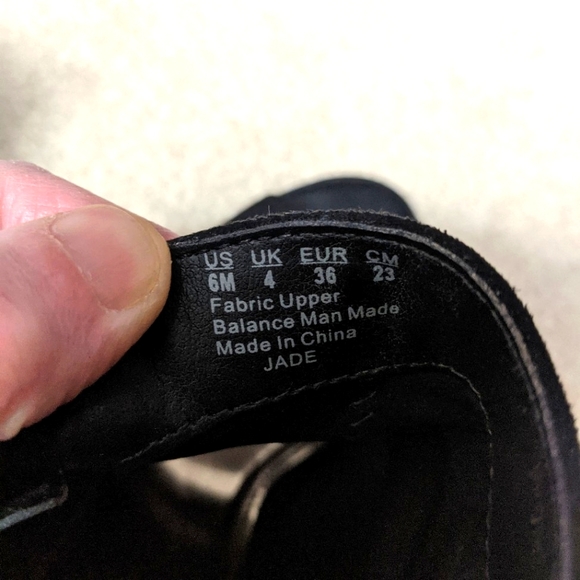 US UK EUR CM
6M 4 36 23
Fabric Upper
Balance Man Made
Made In China
JADE